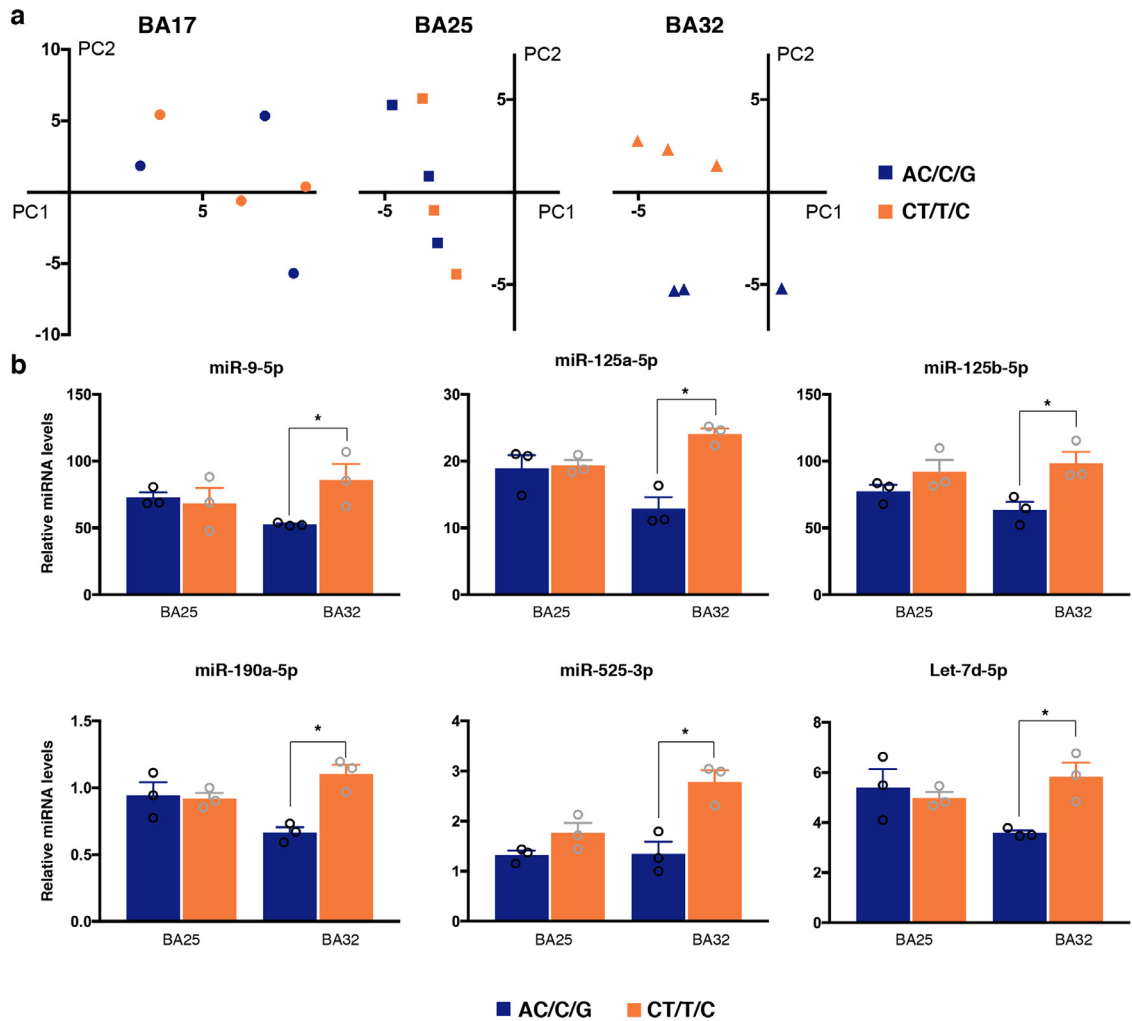 a
BA17
BA25
BA32
10
PC2
PC2
PC2
5
5
5
PC1
5
-5
PC1
-5
PC1
-5
-5
-5
-10
AC/C/G
CT/T/C
b
miR-9-5p
miR-125a-5p
miR-125b-5p
Relative miRNA levels
150
100
50
0
*
BA25
BA32
30
20
10
0
*
BA25
BA32
150
100
50
0
*
BA25
BA32
miR-190a-5p
miR-525-3p
Let-7d-5p
Relative miRNA levels
1.5
1.0
0.5
0.0
*
BA25
BA32
4
3
2
1
0
*
BA25
BA32
8
6
4
2
0
*
BA25
BA32
AC/C/G
CT/T/C